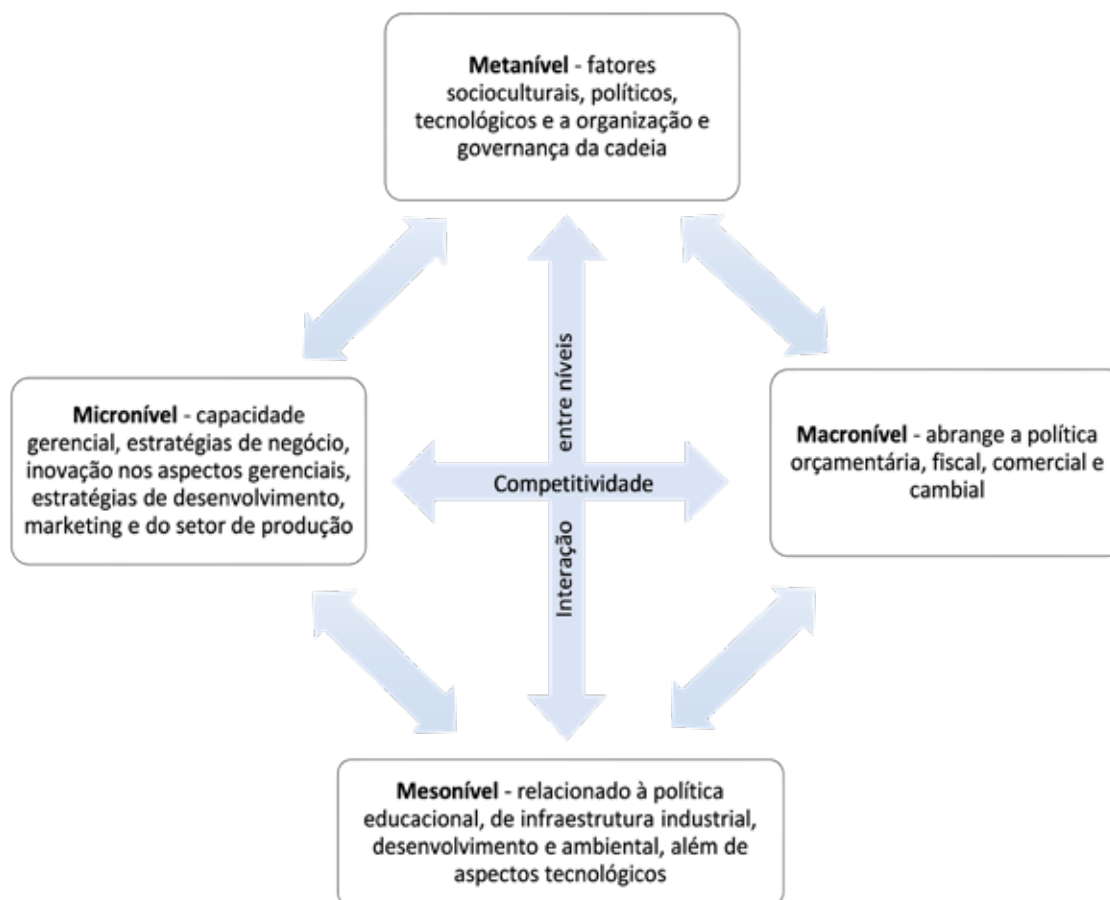 Metanível - fatores
socioculturais, políticos,
tecnológicos e a organização e
governança da cadeia
Micronível - capacidade
gerencial, estratégias de negócio,
inovação nos aspectos gerenciais,
estratégias de desenvolvimento,
marketing e do setor de produção
entre níveis
Competitividade
Interação
Macronível - abrange a política
orçamentária, fiscal, comercial e
cambial
Mesonível - relacionado à política
educacional, de infraestrutura industrial,
desenvolvimento e ambiental, além de
aspectos tecnológicos